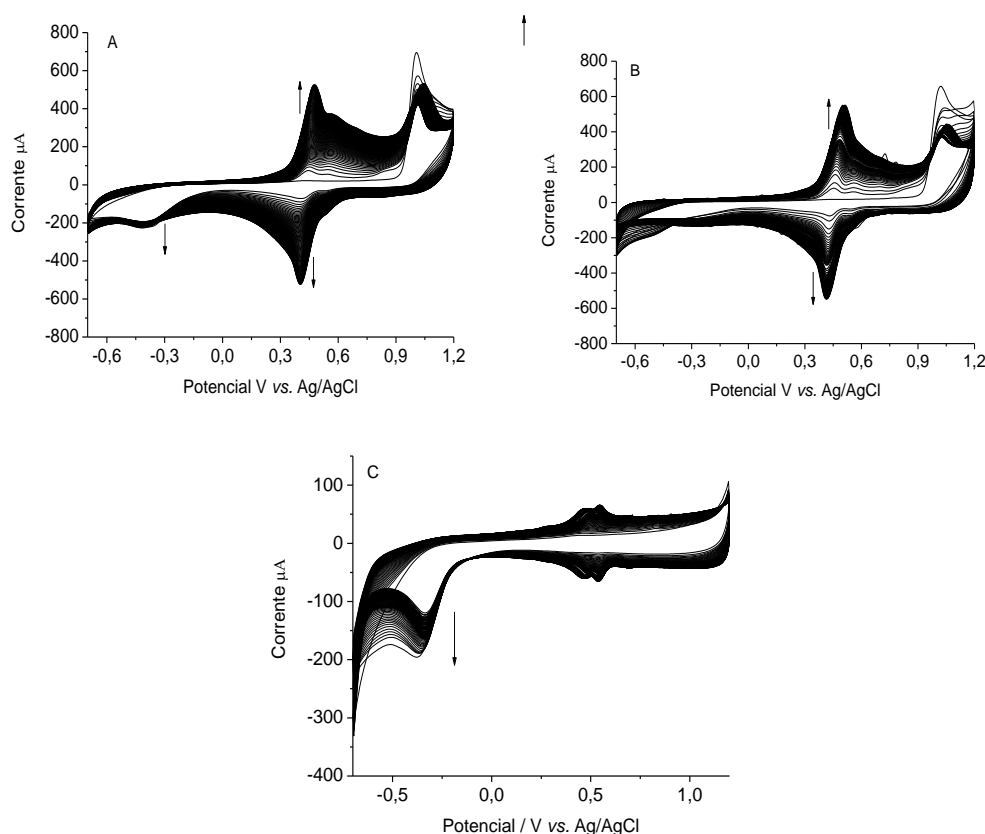 A
800
600
400
200
0
-200
-400
-600
-800
Corrente µA
-0,6 -0,3 0,0 0,3 0,6 0,9 1,2
Potencial V vs. Ag/AgCl
B
800
600
400
200
0
-200
-400
-600
-800
Corrente µA
-0,6 -0,3 0,0 0,3 0,6 0,9 1,2
Potencial V vs. Ag/AgCl
C
100
0
-100
-200
-300
-400
Corrente µA
-0,5 0,0 0,5 1,0
Potencial / V vs. Ag/AgCl